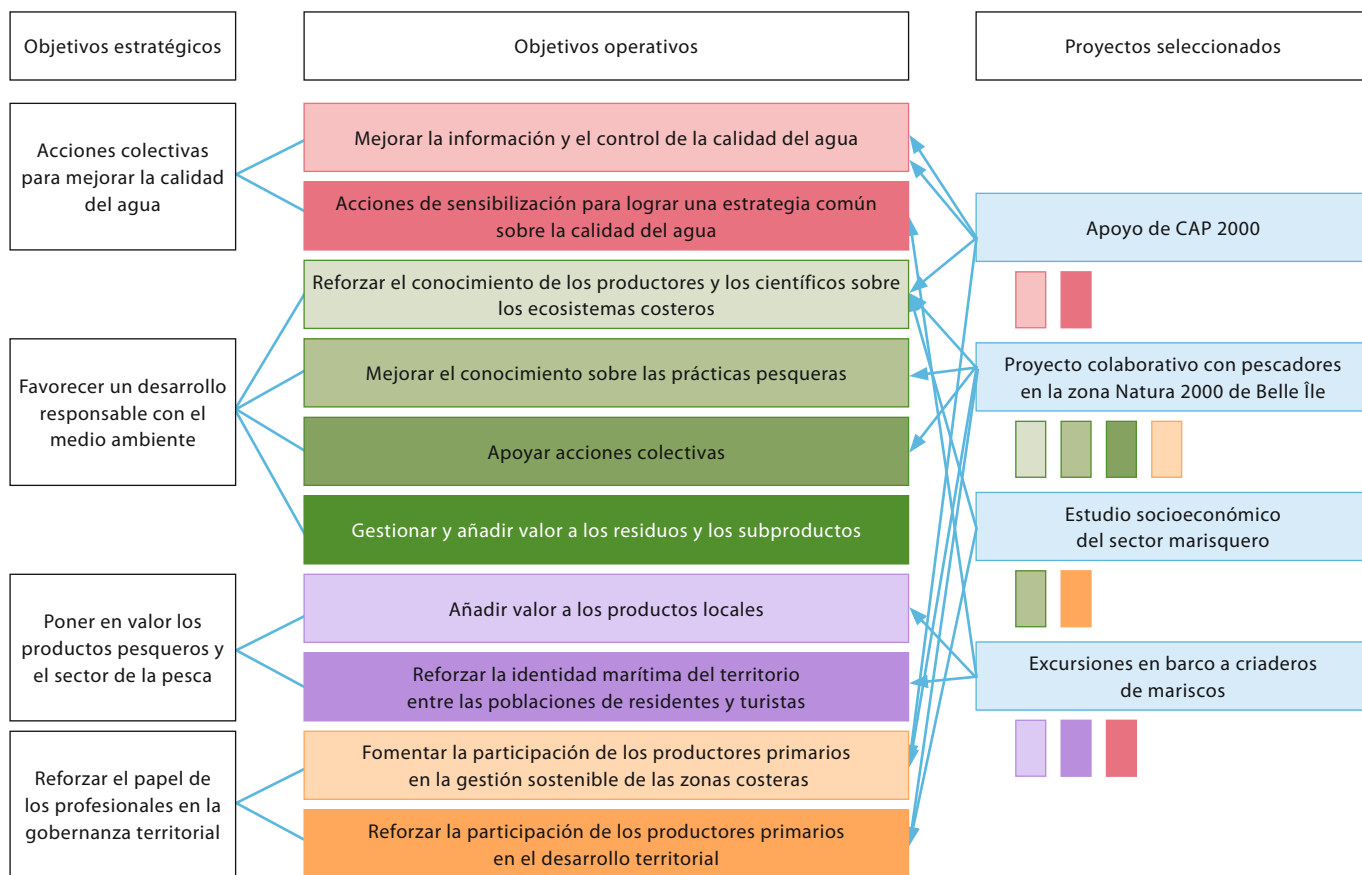 Objetivos estratégicos
Objetivos operativos
Proyectos seleccionados
Acciones colectivas
para mejorar la calidad
del agua
Favorecer un desarrollo
responsable con el
medio ambiente
Poner en valor los
productos pesqueros y
el sector de la pesca
Reforzar el papel de
los profesionales en la
gobernanza territorial
Mejorar la información y el control de la calidad del agua
Acciones de sensibilización para lograr una estrategia común
sobre la calidad del agua
Reforzar el conocimiento de los productores y los científicos sobre
los ecosistemas costeros
Mejorar el conocimiento sobre las prácticas pesqueras
Apoyar acciones colectivas
Gestionar y añadir valor a los residuos y los subproductos
Añadir valor a los productos locales
Reforzar la identidad marítima del territorio
entre las poblaciones de residentes y turistas
Fomentar la participación de los productores primarios
en la gestión sostenible de las zonas costeras
Reforzar la participación de los productores primarios
en el desarrollo territorial
Apoyo de CAP 2000
Proyecto colaborativo con pescadores
en la zona Natura 2000 de Belle Île
Estudio socioeconómico
del sector marisquero
Excursiones en barco a criaderos
de mariscos